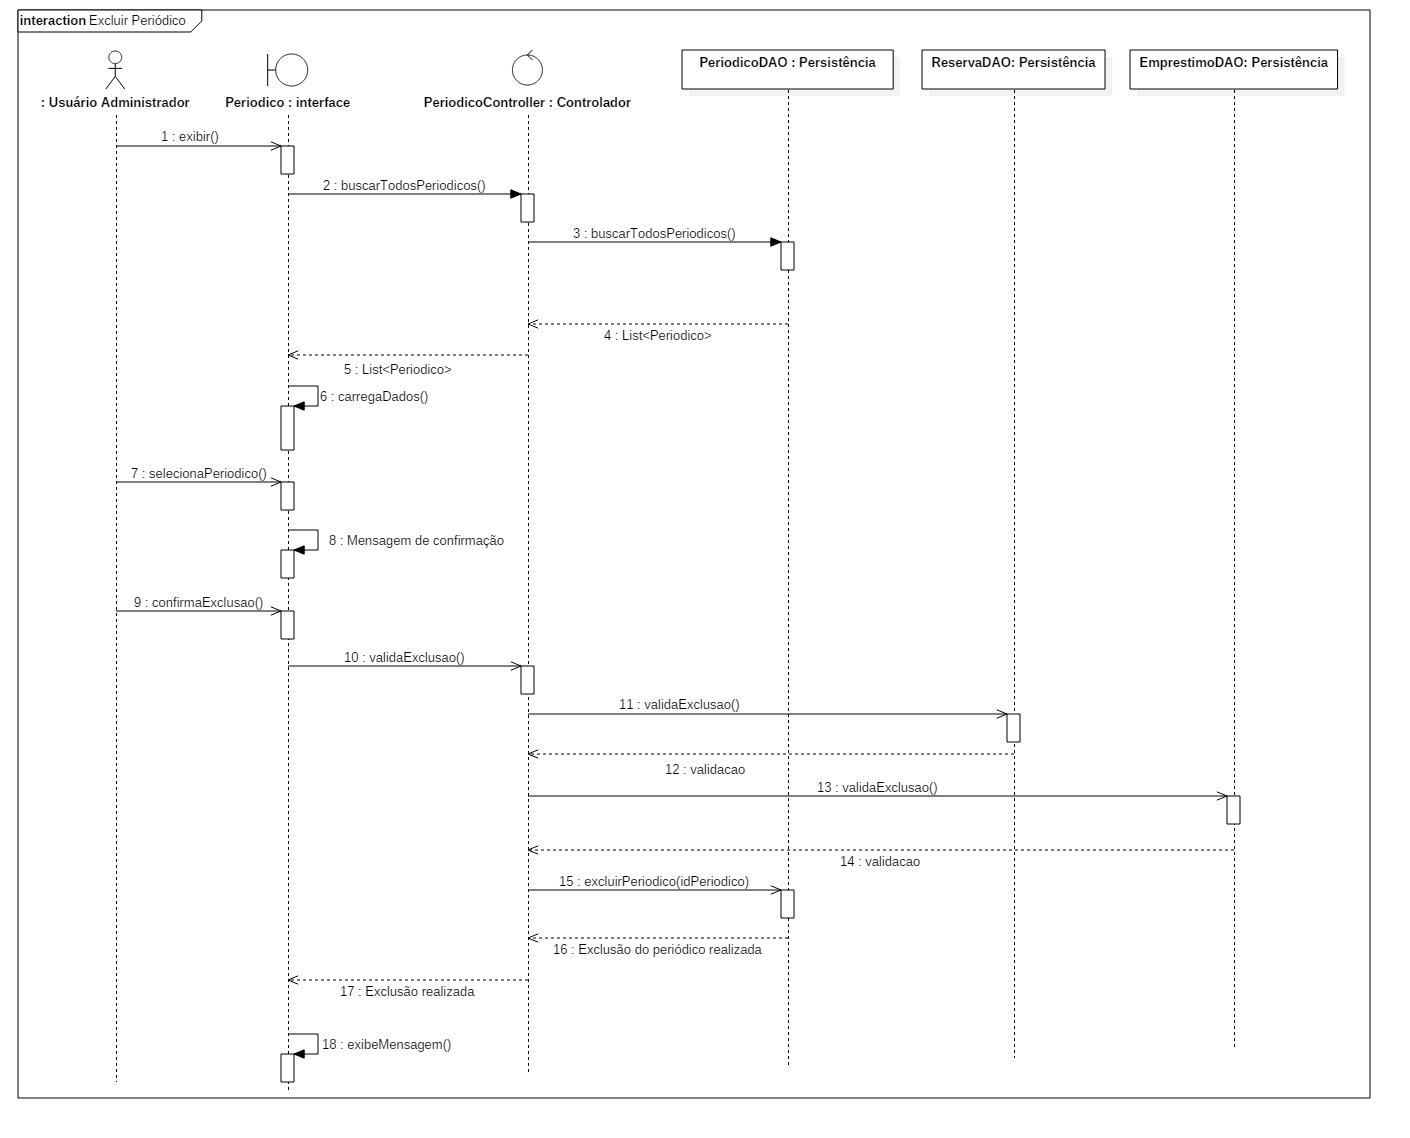 interaction Excluir Periódico
: Usuário Administrador
Periodico : interface
PeriodicoController : Controlador
PeriodicoDAO : Persistência
ReservaDAO: Persistência
EmprestimoDAO: Persistência
1 : exibir()
2 : buscarTodosPeriodicos()
3 : buscarTodosPeriodicos()
4 : List<Periodico>
5 : List<Periodico>
6 : carregaDados()
7 : selecionaPeriodico()
8 : Mensagem de confirmação
9 : confirmaExclusao()
10 : validaExclusao()
11 : validaExclusao()
12 : validacao
13 : validaExclusao()
14 : validacao
15 : excluirPeriodico(idPeriodico)
16 : Exclusão do periódico realizada
17 : Exclusão realizada
18 : exibeMensagem()